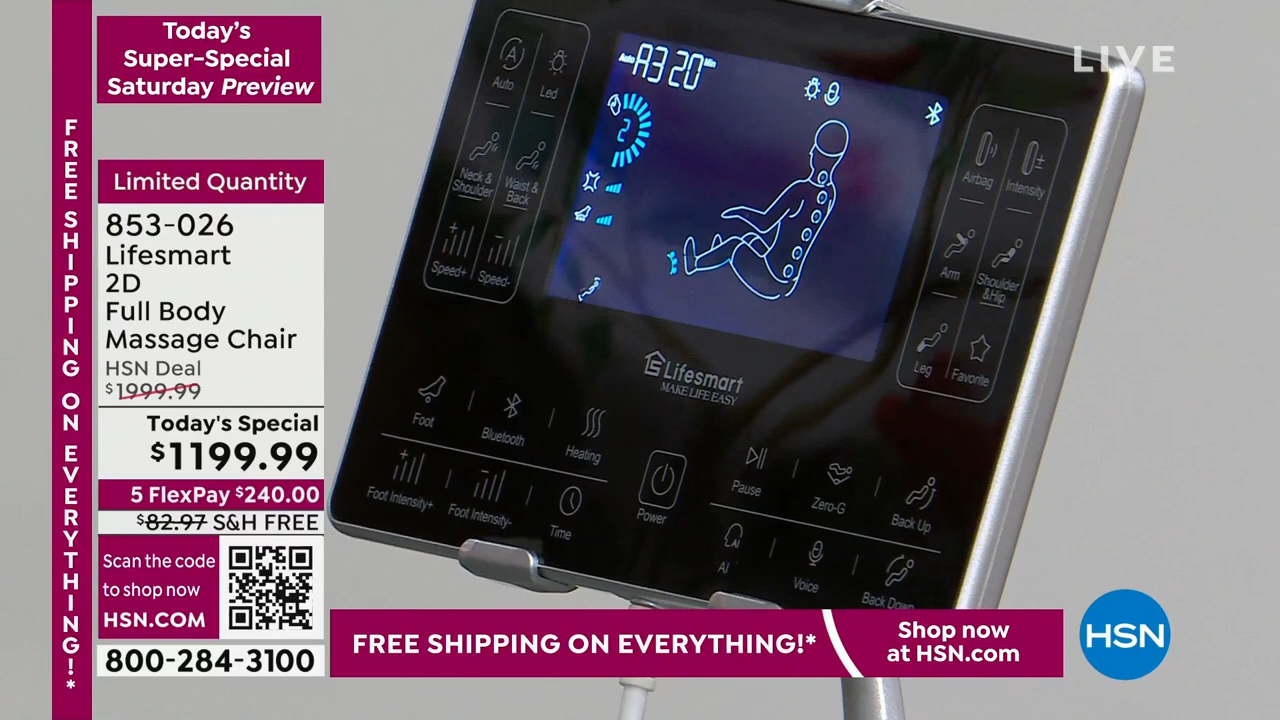 FREE SHIPPING ON EVERYTHING!*
Today's
Super-Special
Saturday Preview
Limited Quantity
853-026
Lifesmart
2D
Full Body
Massage Chair
HSN Deal
$1999.99
Today's Special
$1199.99
5 FlexPay $240.00
$82.97 S&H FREE
Scan the code
to shop now
HSN.COM
800-284-3100
LIVE
Auto A3 20 Min
2
Auto
Led
Neck &
Shoulder
Waist &
Back
Speed+
Speed-
Airbag
Intensity
Arm
Shoulder
&Hip
Leg
Favorite
Lifesmart
MAKE LIFE EASY
Foot
Bluetooth
Heating
Foot Intensity+
Foot Intensity-
Time
Power
Pause
Zero-G
Back Up
AI
AI
Voice
Back Down
FREE SHIPPING ON EVERYTHING!*
Shop now
at HSN.com
HSN